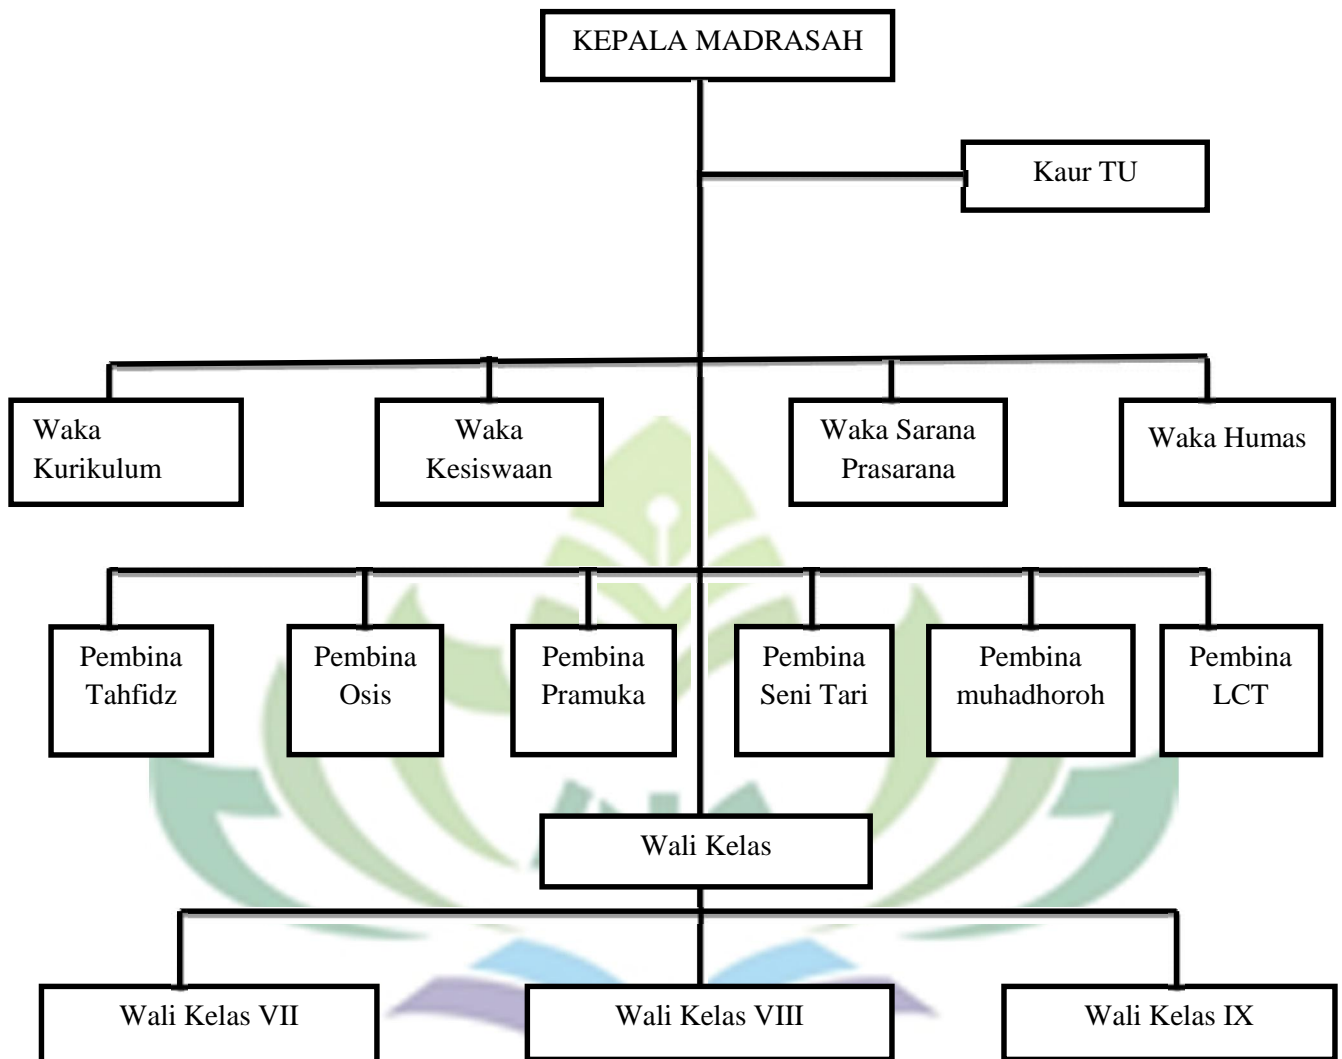 KEPALA MADRASAH
Kaur TU
Waka
Kurikulum
Waka
Kesiswaan
Waka Sarana
Prasarana
Waka Humas
Pembina
Tahfidz
Pembina
Osis
Pembina
Pramuka
Pembina
Seni Tari
Pembina
muhadhoroh
Pembina
LCT
Wali Kelas
Wali Kelas VII
Wali Kelas VIII
Wali Kelas IX